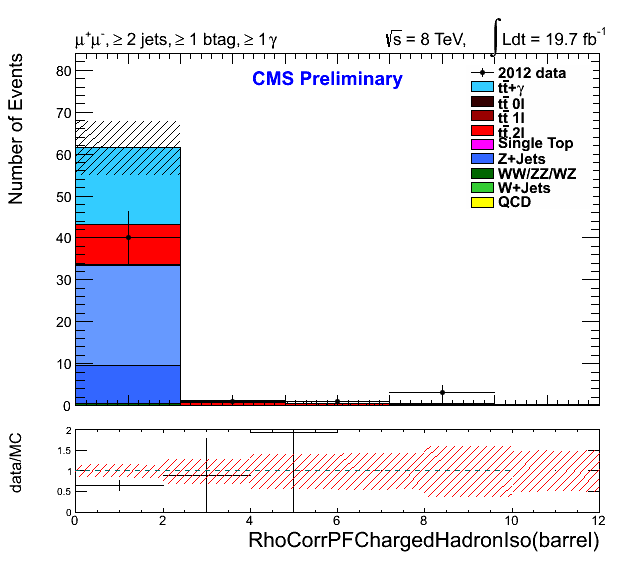 μ⁺μ⁻, ≥ 2 jets, ≥ 1 btag, ≥ 1 γ
√s = 8 TeV, ∫ Ldt = 19.7 fb⁻¹
CMS Preliminary
2012 data
tt̄+γ
tt̄ 0l
tt̄ 1l
tt̄ 2l
Single Top
Z+Jets
WW/ZZ/WZ
W+Jets
QCD
Number of Events
80
70
60
50
40
30
20
10
0
data/MC
2
1.5
1
0.5
0
0 2 4 6 8 10 12
RhoCorrPFChargedHadronIso(barrel)